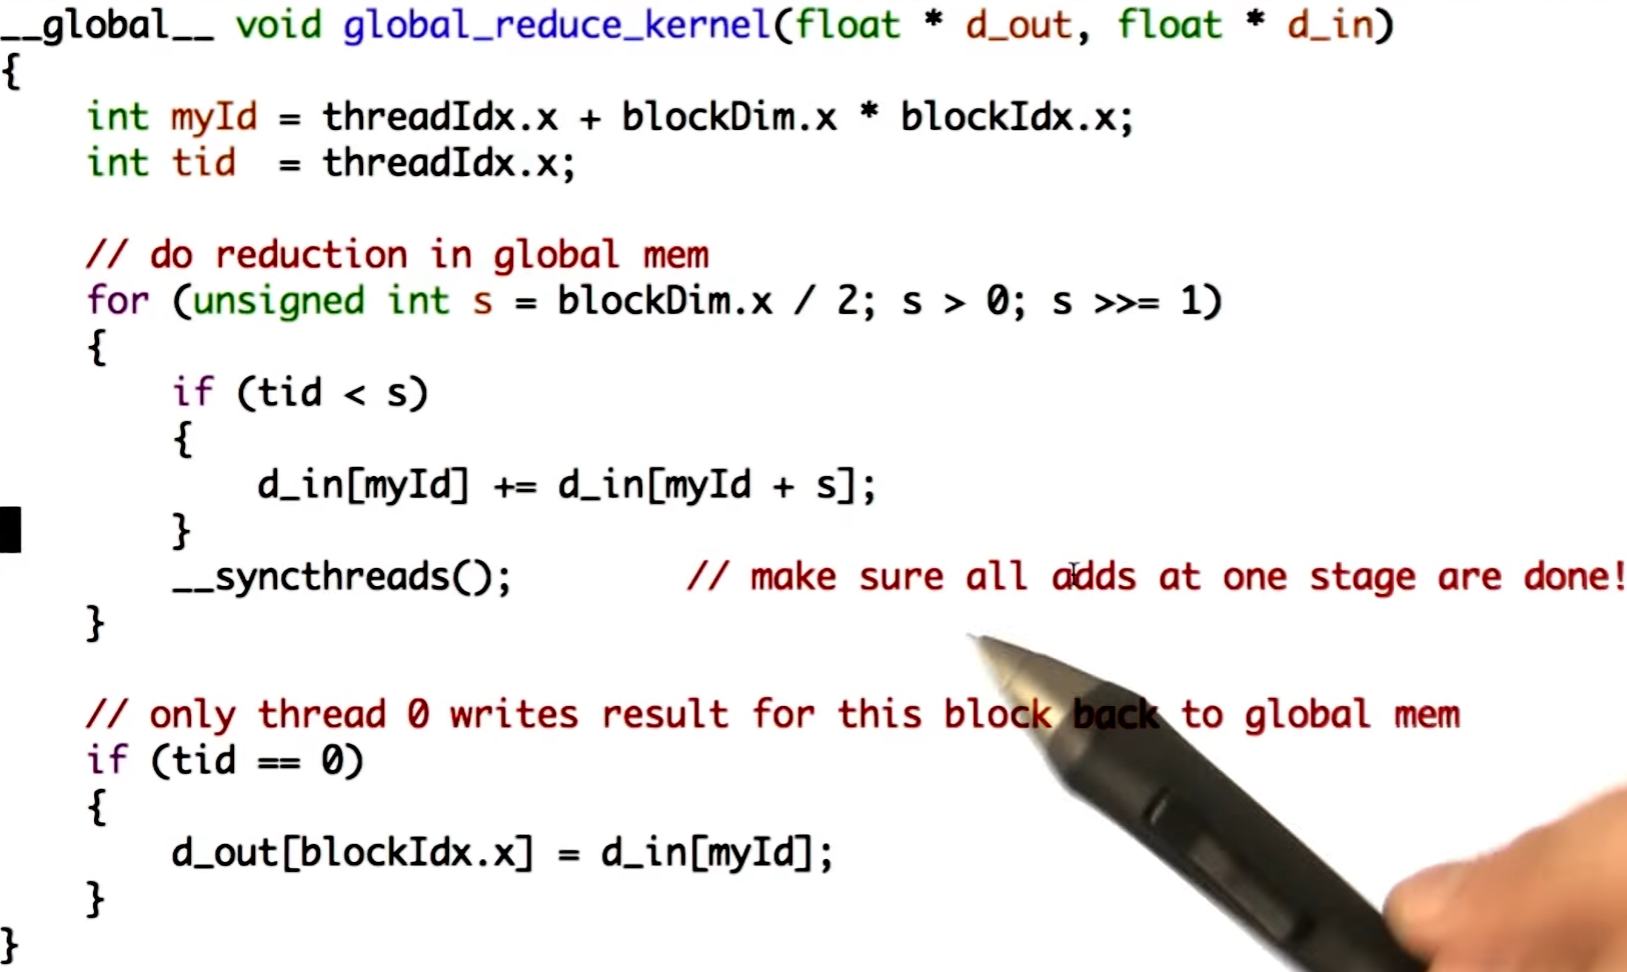 __global__ void global_reduce_kernel(float * d_out, float * d_in)
{
    int myId = threadIdx.x + blockDim.x * blockIdx.x;
    int tid  = threadIdx.x;

    // do reduction in global mem
    for (unsigned int s = blockDim.x / 2; s > 0; s >>= 1)
    {
        if (tid < s)
        {
            d_in[myId] += d_in[myId + s];
        }
        __syncthreads();        // make sure all adds at one stage are done!
    }

    // only thread 0 writes result for this block back to global mem
    if (tid == 0)
    {
        d_out[blockIdx.x] = d_in[myId];
    }
}